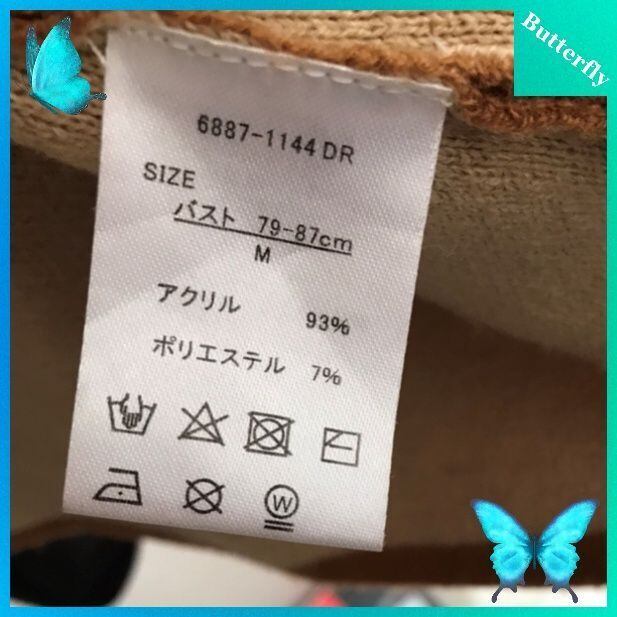 Butterfly
6887-1144 DR
SIZE
バスト 79-87cm
M
アクリル 93%
ポリエステル 7%
W